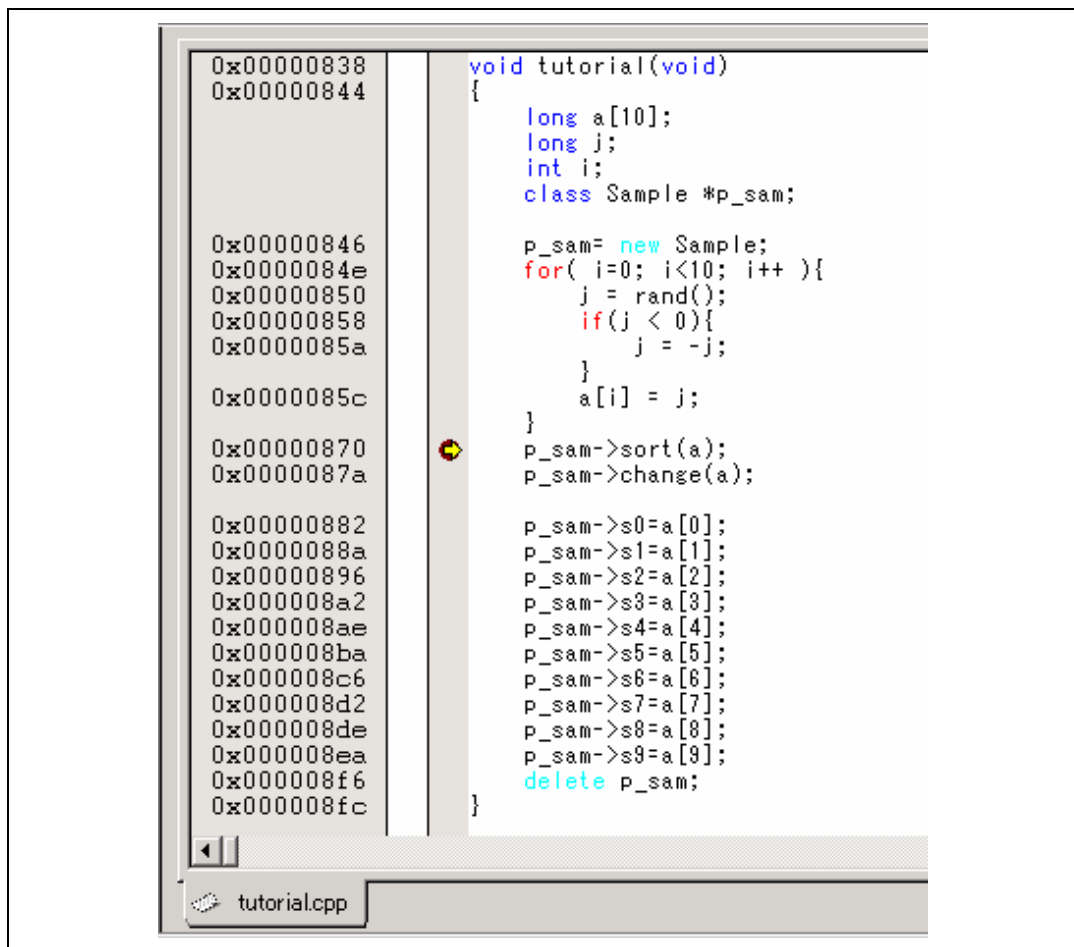 0x00000838 void tutorial(void)
0x00000844 {
long a[10];
long j;
int i;
class Sample *p_sam;
0x00000846 p_sam= new Sample;
0x0000084e for( i=0; i<10; i++ ){
0x00000850 j = rand();
0x00000858 if(j < 0){
0x0000085a j = -j;
}
0x0000085c a[i] = j;
}
0x00000870 p_sam->sort(a);
0x0000087a p_sam->change(a);
0x00000882 p_sam->s0=a[0];
0x0000088a p_sam->s1=a[1];
0x00000896 p_sam->s2=a[2];
0x000008a2 p_sam->s3=a[3];
0x000008ae p_sam->s4=a[4];
0x000008ba p_sam->s5=a[5];
0x000008c6 p_sam->s6=a[6];
0x000008d2 p_sam->s7=a[7];
0x000008de p_sam->s8=a[8];
0x000008ea p_sam->s9=a[9];
0x000008f6 delete p_sam;
0x000008fc }
tutorial.cpp